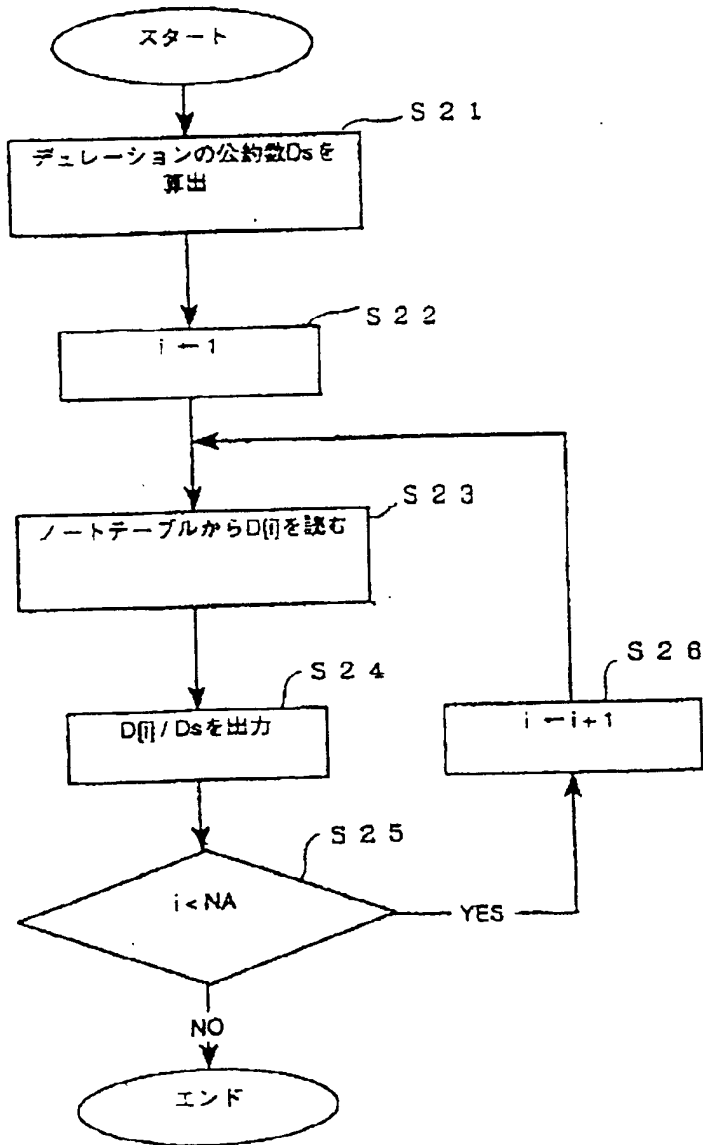 スタート
S21
デュレーションの公約数Dsを
算出
S22
i ← 1
S23
ノートテーブルからD[i]を読む
S24
D[i] / Dsを出力
S26
i ← i + 1
S25
i < NA
YES
NO
エンド